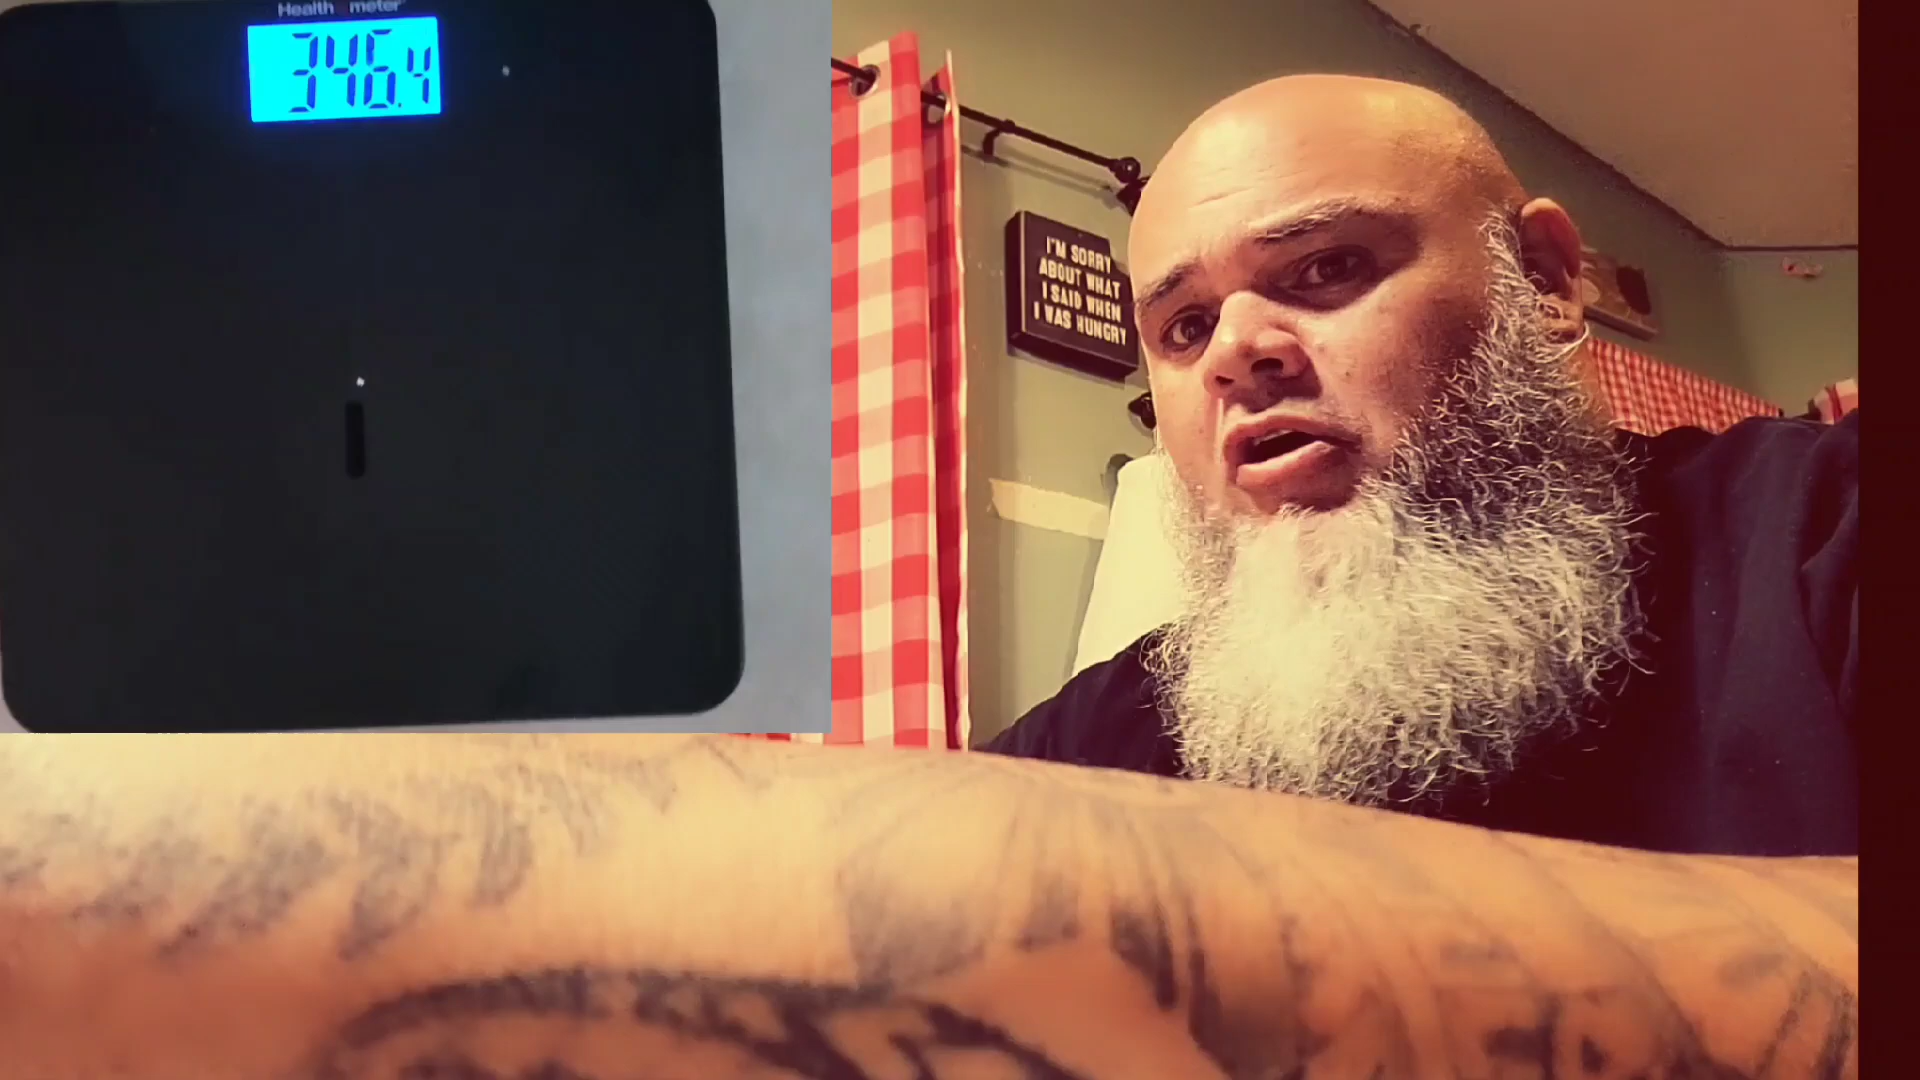 Health meter
346.4
I'M SORRY
ABOUT WHAT
I SAID WHEN
I WAS HUNGRY